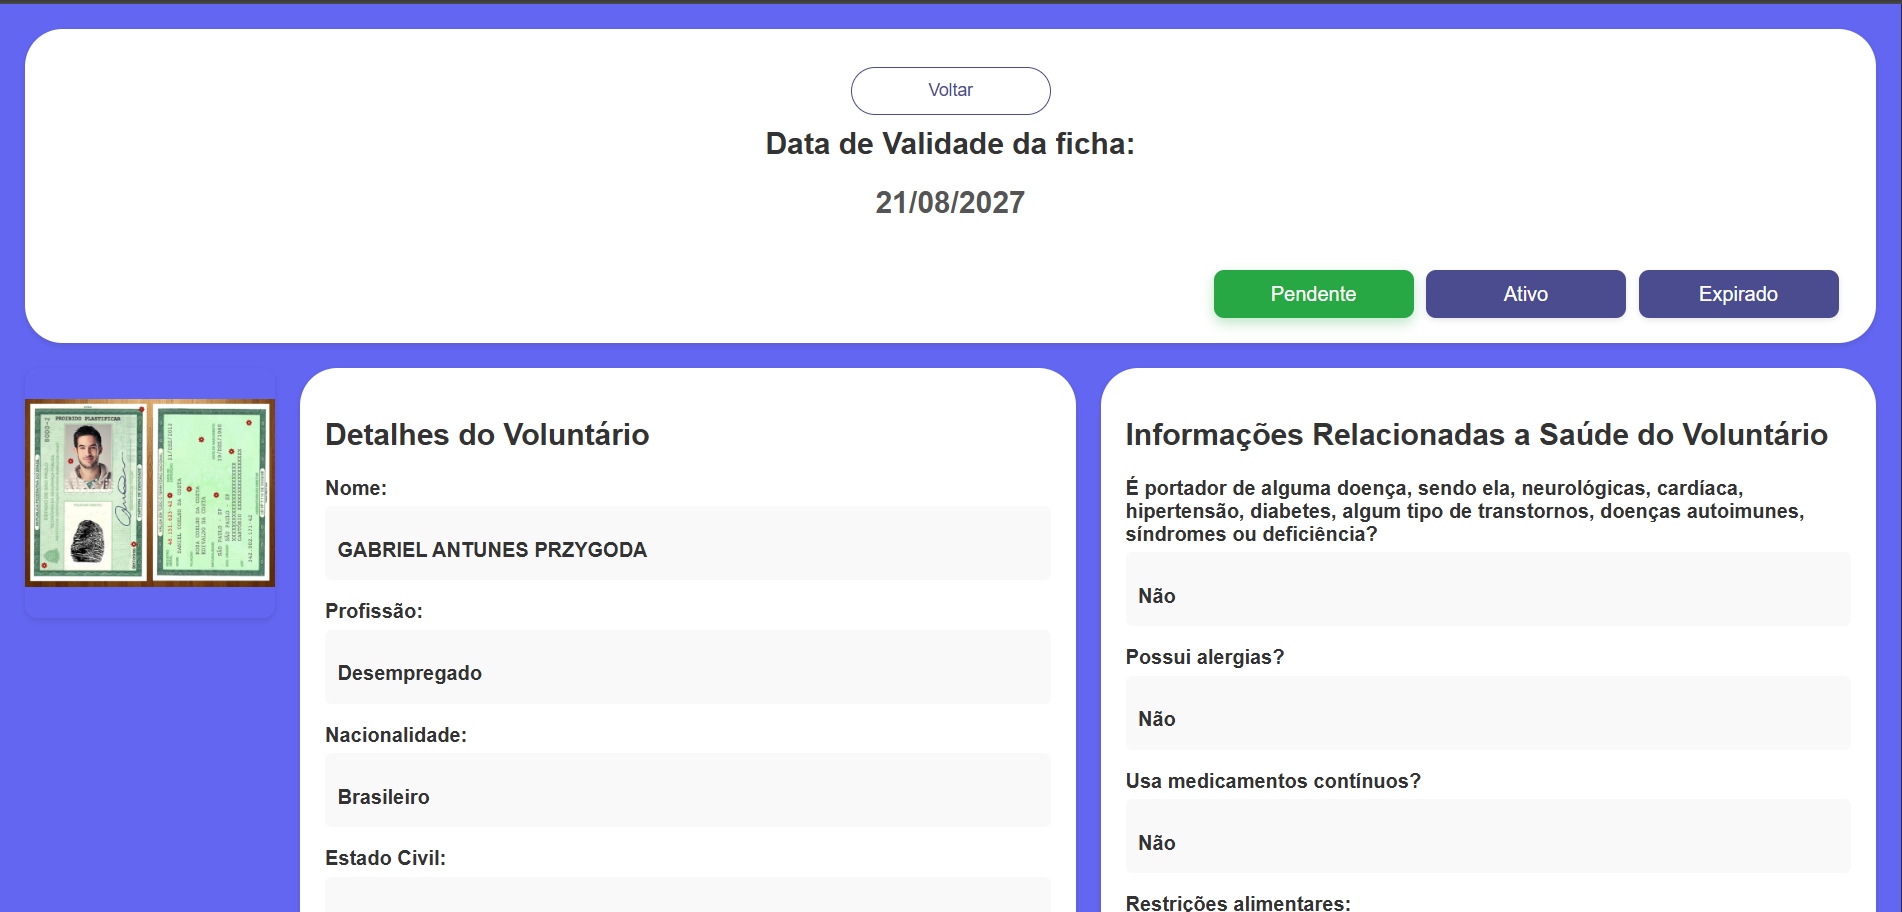 Voltar
Data de Validade da ficha:
21/08/2027
Pendente
Ativo
Expirado
PROIBIDO PLASTIFICAR
Detalhes do Voluntário
Nome:
GABRIEL ANTUNES PRZYGODA
Profissão:
Desempregado
Nacionalidade:
Brasileiro
Estado Civil:
Informações Relacionadas a Saúde do Voluntário
É portador de alguma doença, sendo ela, neurológicas, cardíaca,
hipertensão, diabetes, algum tipo de transtornos, doenças autoimunes,
síndromes ou deficiência?
Não
Possui alergias?
Não
Usa medicamentos contínuos?
Não
Restrições alimentares: